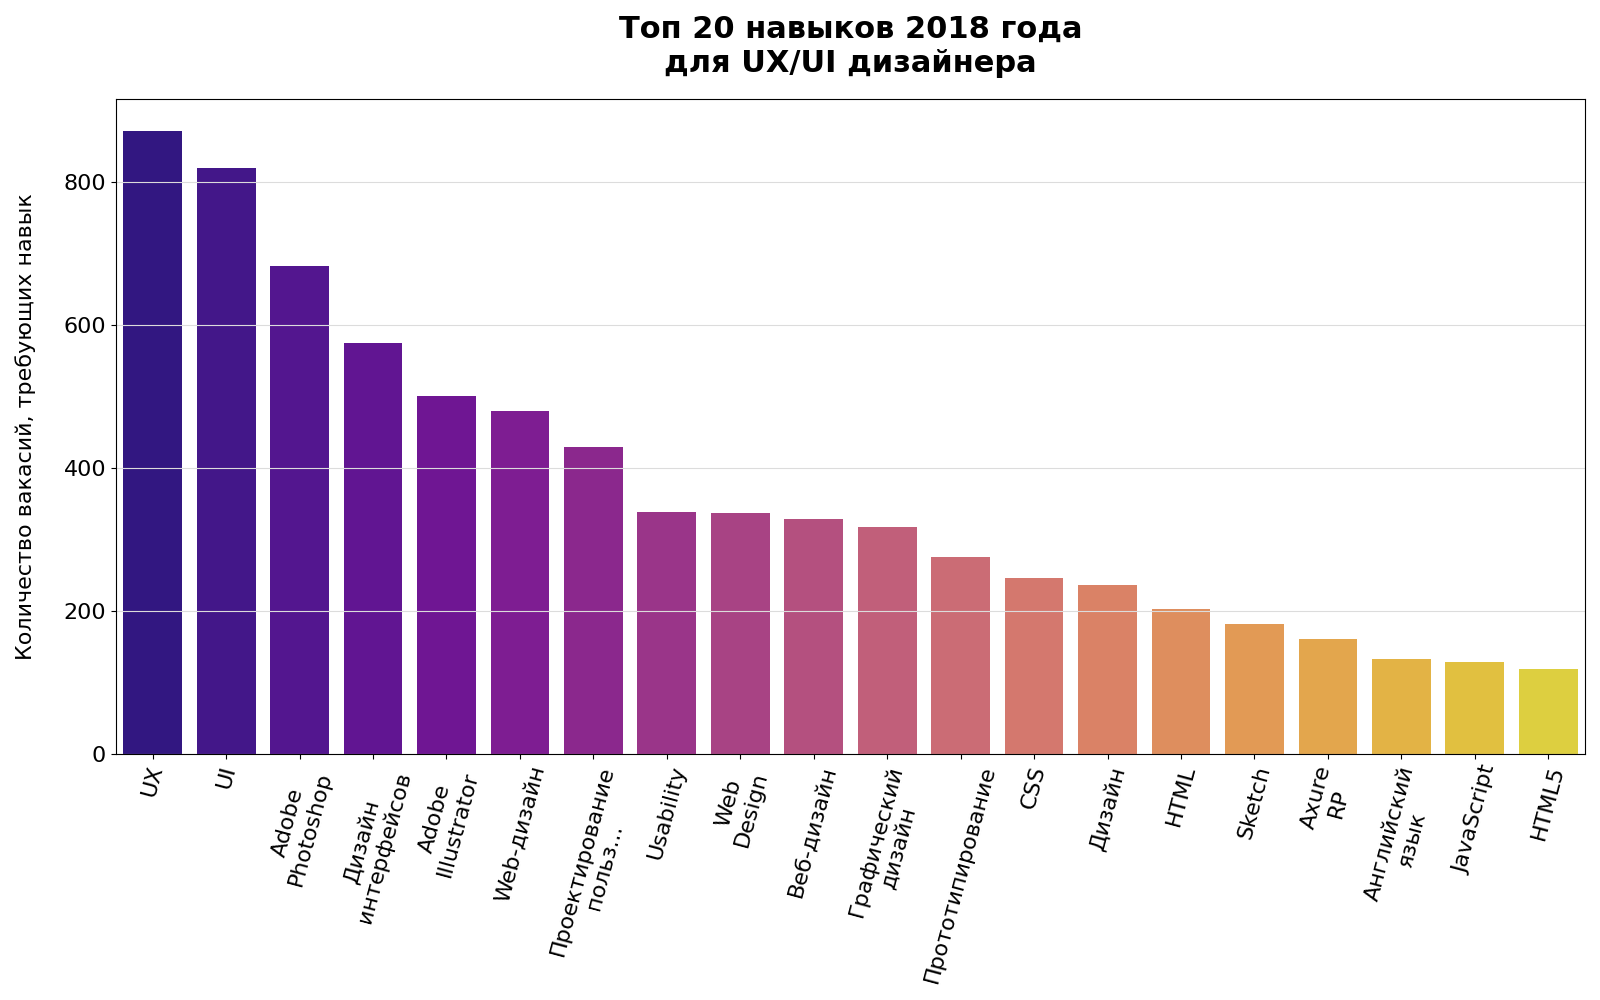 Топ 20 навыков 2018 года
для UX/UI дизайнера
Количество вакасий, требующих навык
800
600
400
200
0
UX
UI
Adobe
Photoshop
Дизайн
интерфейсов
Adobe
Illustrator
Web-дизайн
Проектирование
польз...
Usability
Web
Design
Веб-дизайн
Графический
дизайн
Прототипирование
CSS
Дизайн
HTML
Sketch
Axure
RP
Английский
язык
JavaScript
HTML5